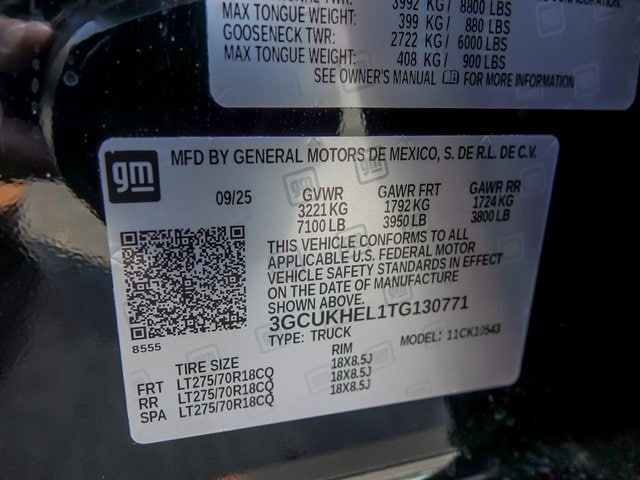 3992 KG/ 8800 LBS
MAX TONGUE WEIGHT: 399 KG/ 880 LBS
GOOSENECK TWR: 2722 KG/ 6000 LBS
MAX TONGUE WEIGHT: 408 KG/ 900 LBS
SEE OWNER'S MANUAL FOR MORE INFORMATION
gm MFD BY GENERAL MOTORS DE MEXICO, S. DE R.L. DE C.V.
09/25 GVWR GAWR FRT GAWR RR
3221 KG 1792 KG 1724 KG
7100 LB 3950 LB 3800 LB
THIS VEHICLE CONFORMS TO ALL
APPLICABLE U.S. FEDERAL MOTOR
VEHICLE SAFETY STANDARDS IN EFFECT
ON THE DATE OF MANUFACTURE
SHOWN ABOVE.
3GCUKHEL1TG130771
8555 TYPE: TRUCK MODEL: 11CK10543
TIRE SIZE RIM
FRT LT275/70R18CQ 18X8.5J
RR LT275/70R18CQ 18X8.5J
SPA LT275/70R18CQ 18X8.5J